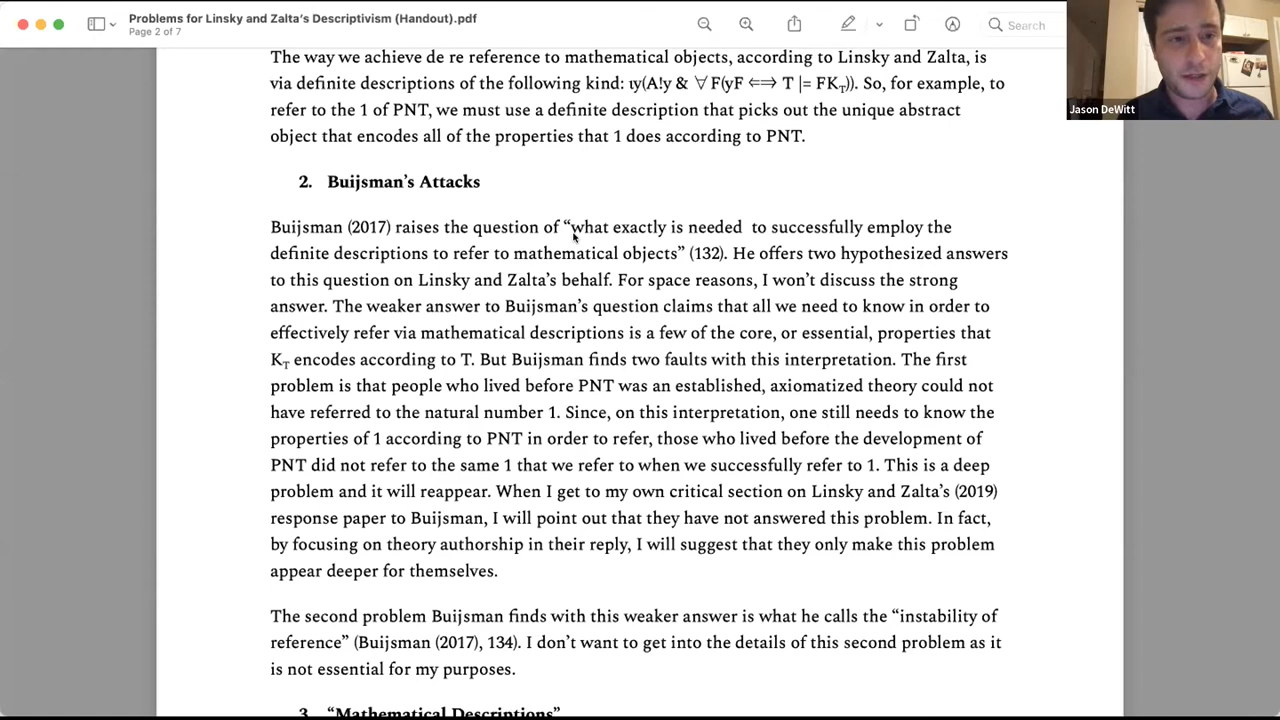 Problems for Linsky and Zalta's Descriptivism (Handout).pdf
Page 2 of 7
Search
Jason DeWitt
The way we achieve de re reference to mathematical objects, according to Linsky and Zalta, is
via definite descriptions of the following kind: ιy(A!y & ∀F(yF ⟺ T |= FK_T)). So, for example, to
refer to the 1 of PNT, we must use a definite description that picks out the unique abstract
object that encodes all of the properties that 1 does according to PNT.
2. Buijsman's Attacks
Buijsman (2017) raises the question of “what exactly is needed to successfully employ the
definite descriptions to refer to mathematical objects” (132). He offers two hypothesized answers
to this question on Linsky and Zalta's behalf. For space reasons, I won't discuss the strong
answer. The weaker answer to Buijsman's question claims that all we need to know in order to
effectively refer via mathematical descriptions is a few of the core, or essential, properties that
K_T encodes according to T. But Buijsman finds two faults with this interpretation. The first
problem is that people who lived before PNT was an established, axiomatized theory could not
have referred to the natural number 1. Since, on this interpretation, one still needs to know the
properties of 1 according to PNT in order to refer, those who lived before the development of
PNT did not refer to the same 1 that we refer to when we successfully refer to 1. This is a deep
problem and it will reappear. When I get to my own critical section on Linsky and Zalta's (2019)
response paper to Buijsman, I will point out that they have not answered this problem. In fact,
by focusing on theory authorship in their reply, I will suggest that they only make this problem
appear deeper for themselves.
The second problem Buijsman finds with this weaker answer is what he calls the “instability of
reference” (Buijsman (2017), 134). I don't want to get into the details of this second problem as it
is not essential for my purposes.
3. “Mathematical Descriptions”